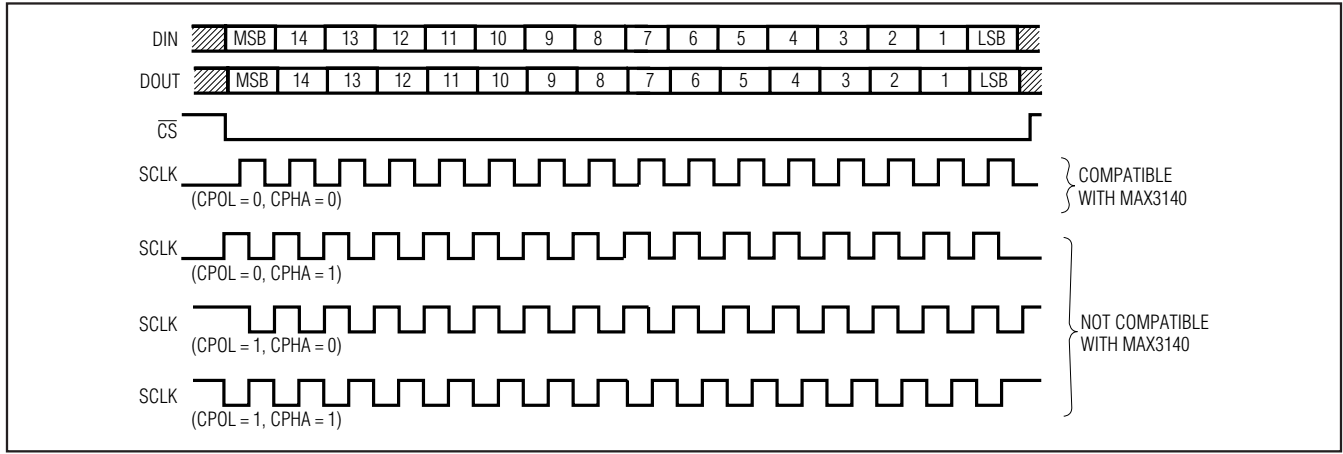 DIN MSB 14 13 12 11 10 9 8 7 6 5 4 3 2 1 LSB
DOUT MSB 14 13 12 11 10 9 8 7 6 5 4 3 2 1 LSB
CS
SCLK
(CPOL = 0, CPHA = 0)
COMPATIBLE
WITH MAX3140
SCLK
(CPOL = 0, CPHA = 1)
SCLK
(CPOL = 1, CPHA = 0)
NOT COMPATIBLE
WITH MAX3140
SCLK
(CPOL = 1, CPHA = 1)